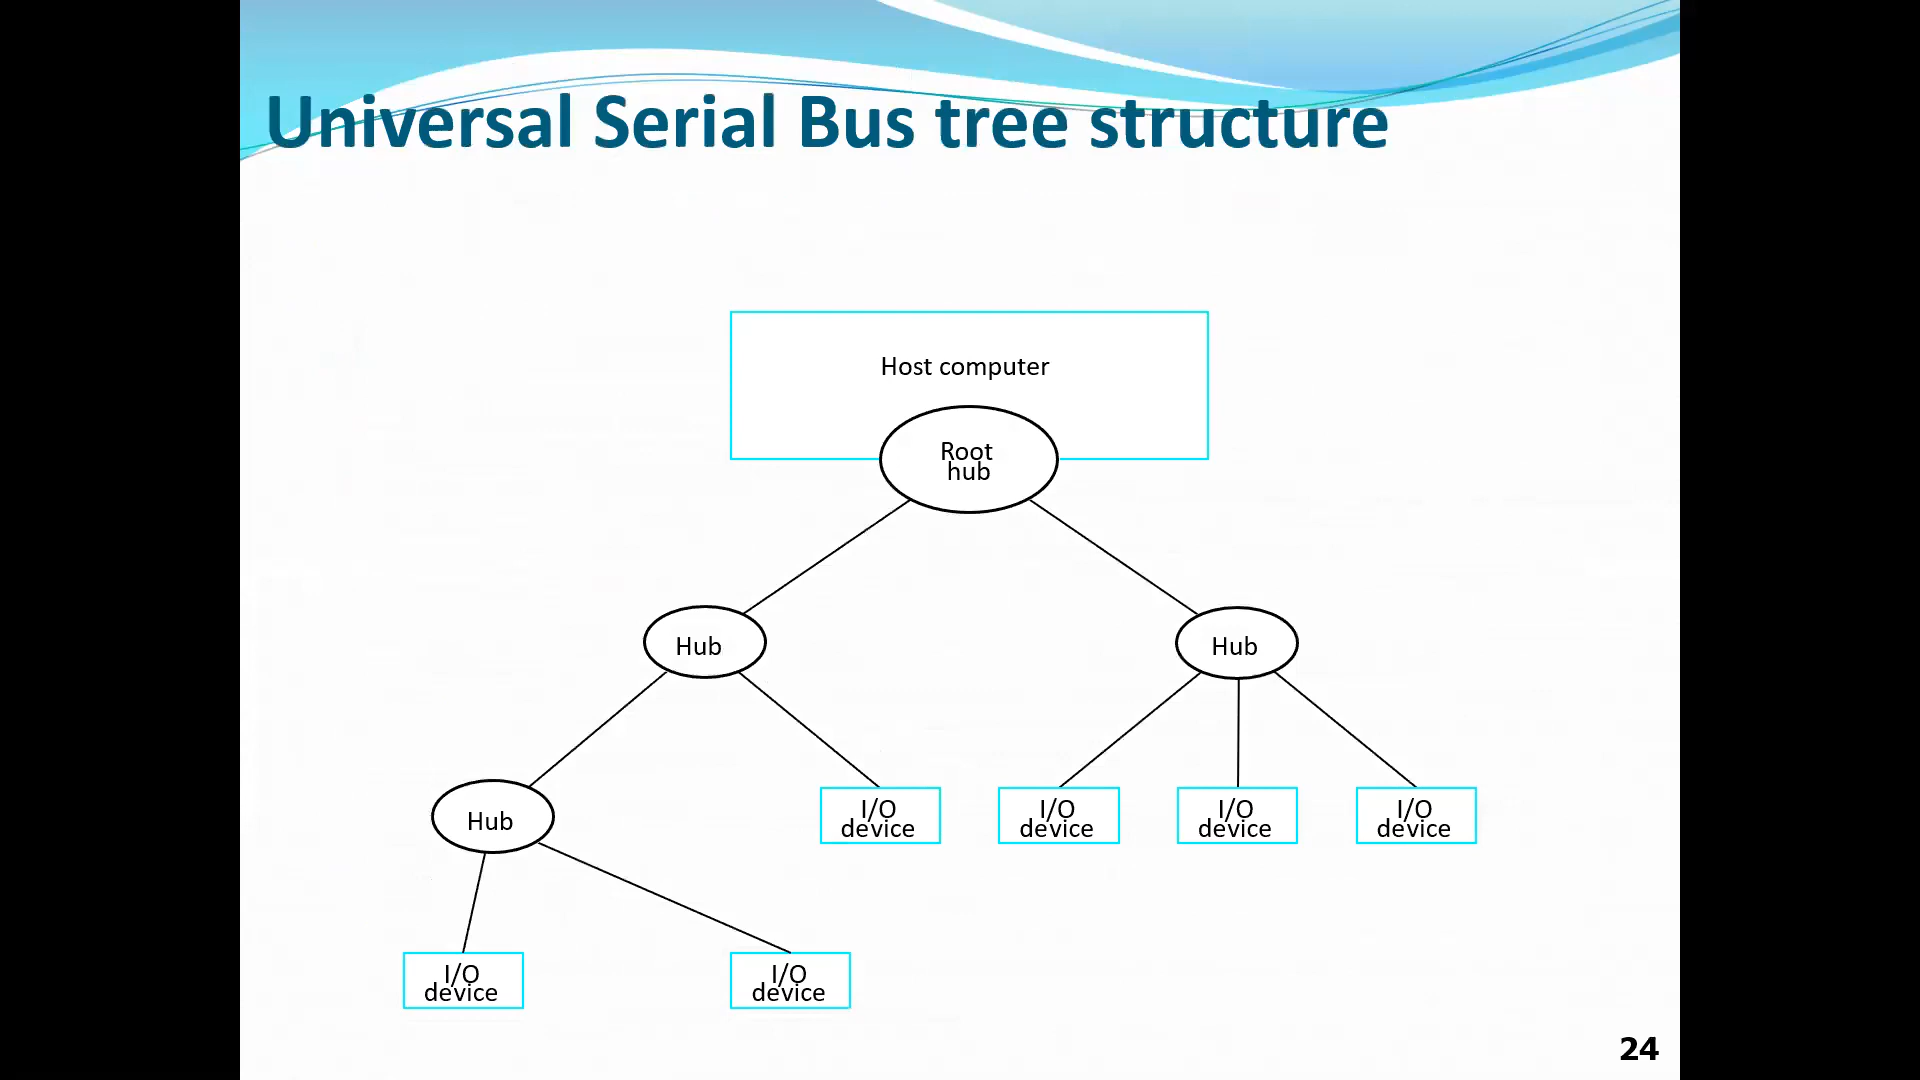 Universal Serial Bus tree structure
Host computer
Root
hub
Hub
Hub
Hub
I/O
device
I/O
device
I/O
device
I/O
device
I/O
device
I/O
device
24